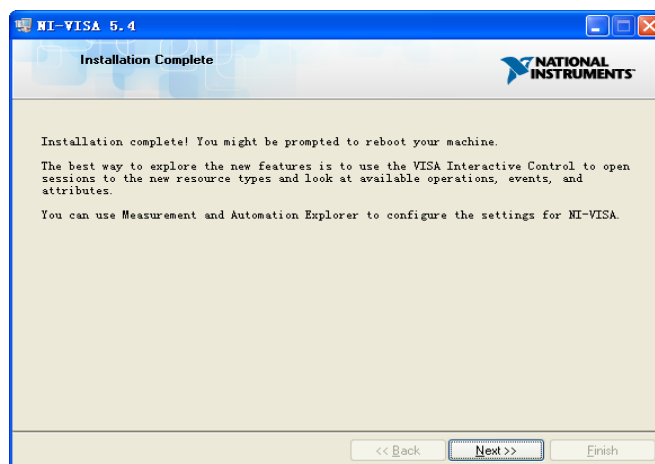 NI-VISA 5.4
Installation Complete
NATIONAL
INSTRUMENTS
Installation complete! You might be prompted to reboot your machine.
The best way to explore the new features is to use the VISA Interactive Control to open
sessions to the new resource types and look at available operations, events, and
attributes.
You can use Measurement and Automation Explorer to configure the settings for NI-VISA.
<< Back Next >> Finish